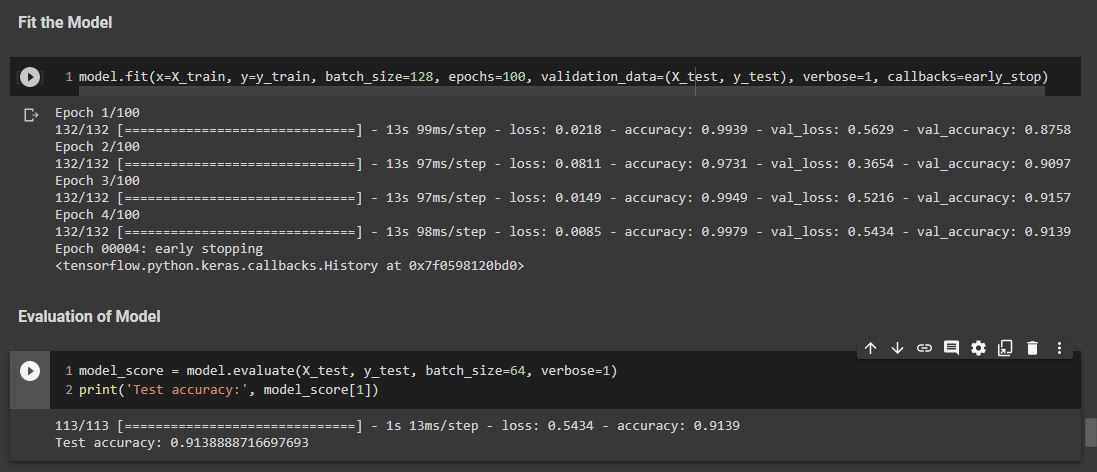 Fit the Model
1 model.fit(x=X_train, y=y_train, batch_size=128, epochs=100, validation_data=(X_test, y_test), verbose=1, callbacks=early_stop)
Epoch 1/100
132/132 [==============================] - 13s 99ms/step - loss: 0.0218 - accuracy: 0.9939 - val_loss: 0.5629 - val_accuracy: 0.8758
Epoch 2/100
132/132 [==============================] - 13s 97ms/step - loss: 0.0811 - accuracy: 0.9731 - val_loss: 0.3654 - val_accuracy: 0.9097
Epoch 3/100
132/132 [==============================] - 13s 97ms/step - loss: 0.0149 - accuracy: 0.9949 - val_loss: 0.5216 - val_accuracy: 0.9157
Epoch 4/100
132/132 [==============================] - 13s 98ms/step - loss: 0.0085 - accuracy: 0.9979 - val_loss: 0.5434 - val_accuracy: 0.9139
Epoch 00004: early stopping
<tensorflow.python.keras.callbacks.History at 0x7f0598120bd0>
Evaluation of Model
1 model_score = model.evaluate(X_test, y_test, batch_size=64, verbose=1)
2 print('Test accuracy:', model_score[1])
113/113 [==============================] - 1s 13ms/step - loss: 0.5434 - accuracy: 0.9139
Test accuracy: 0.9138888716697693